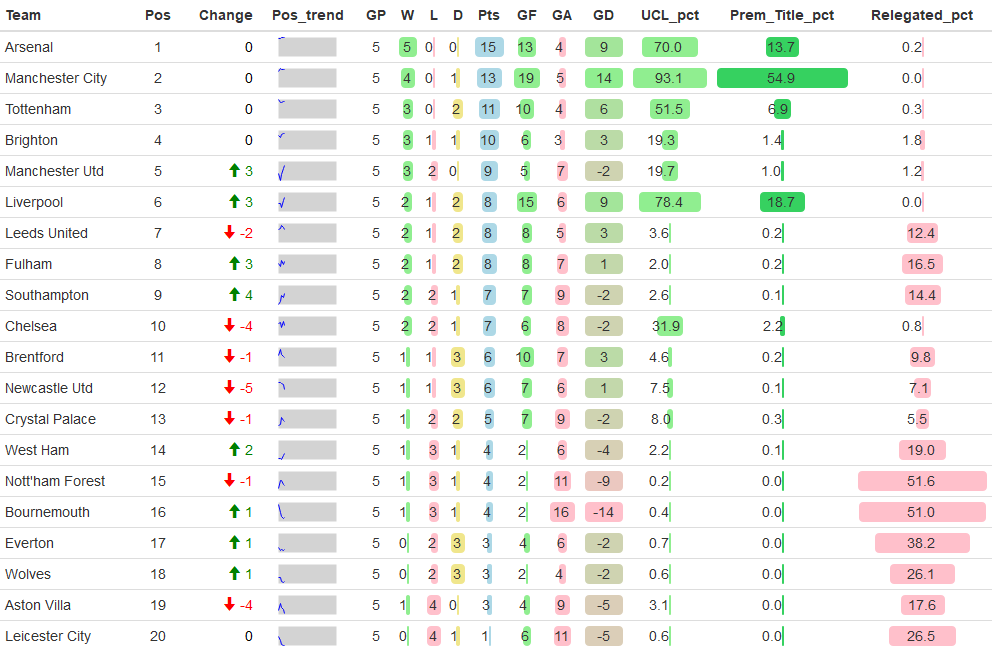 Team Pos Change Pos_trend GP W L D Pts GF GA GD UCL_pct Prem_Title_pct Relegated_pct
Arsenal 1 0 5 5 0 0 15 13 4 9 70.0 13.7 0.2
Manchester City 2 0 5 4 0 1 13 19 5 14 93.1 54.9 0.0
Tottenham 3 0 5 3 0 2 11 10 4 6 51.5 6.9 0.3
Brighton 4 0 5 3 1 1 10 6 3 3 19.3 1.4 1.8
Manchester Utd 5 3 5 3 2 0 9 5 7 -2 19.7 1.0 1.2
Liverpool 6 3 5 2 1 2 8 15 6 9 78.4 18.7 0.0
Leeds United 7 -2 5 2 1 2 8 8 5 3 3.6 0.2 12.4
Fulham 8 3 5 2 1 2 8 8 7 1 2.0 0.2 16.5
Southampton 9 4 5 2 2 1 7 7 9 -2 2.6 0.1 14.4
Chelsea 10 -4 5 2 2 1 7 6 8 -2 31.9 2.2 0.8
Brentford 11 -1 5 1 1 3 6 10 7 3 4.6 0.2 9.8
Newcastle Utd 12 -5 5 1 1 3 6 7 6 1 7.5 0.1 7.1
Crystal Palace 13 -1 5 1 2 2 5 7 9 -2 8.0 0.3 5.5
West Ham 14 2 5 1 3 1 4 2 6 -4 2.2 0.1 19.0
Nott'ham Forest 15 -1 5 1 3 1 4 2 11 -9 0.2 0.0 51.6
Bournemouth 16 1 5 1 3 1 4 2 16 -14 0.4 0.0 51.0
Everton 17 1 5 0 2 3 3 4 6 -2 0.7 0.0 38.2
Wolves 18 1 5 0 2 3 3 2 4 -2 0.6 0.0 26.1
Aston Villa 19 -4 5 1 4 0 3 4 9 -5 3.1 0.0 17.6
Leicester City 20 0 5 0 4 1 1 6 11 -5 0.6 0.0 26.5